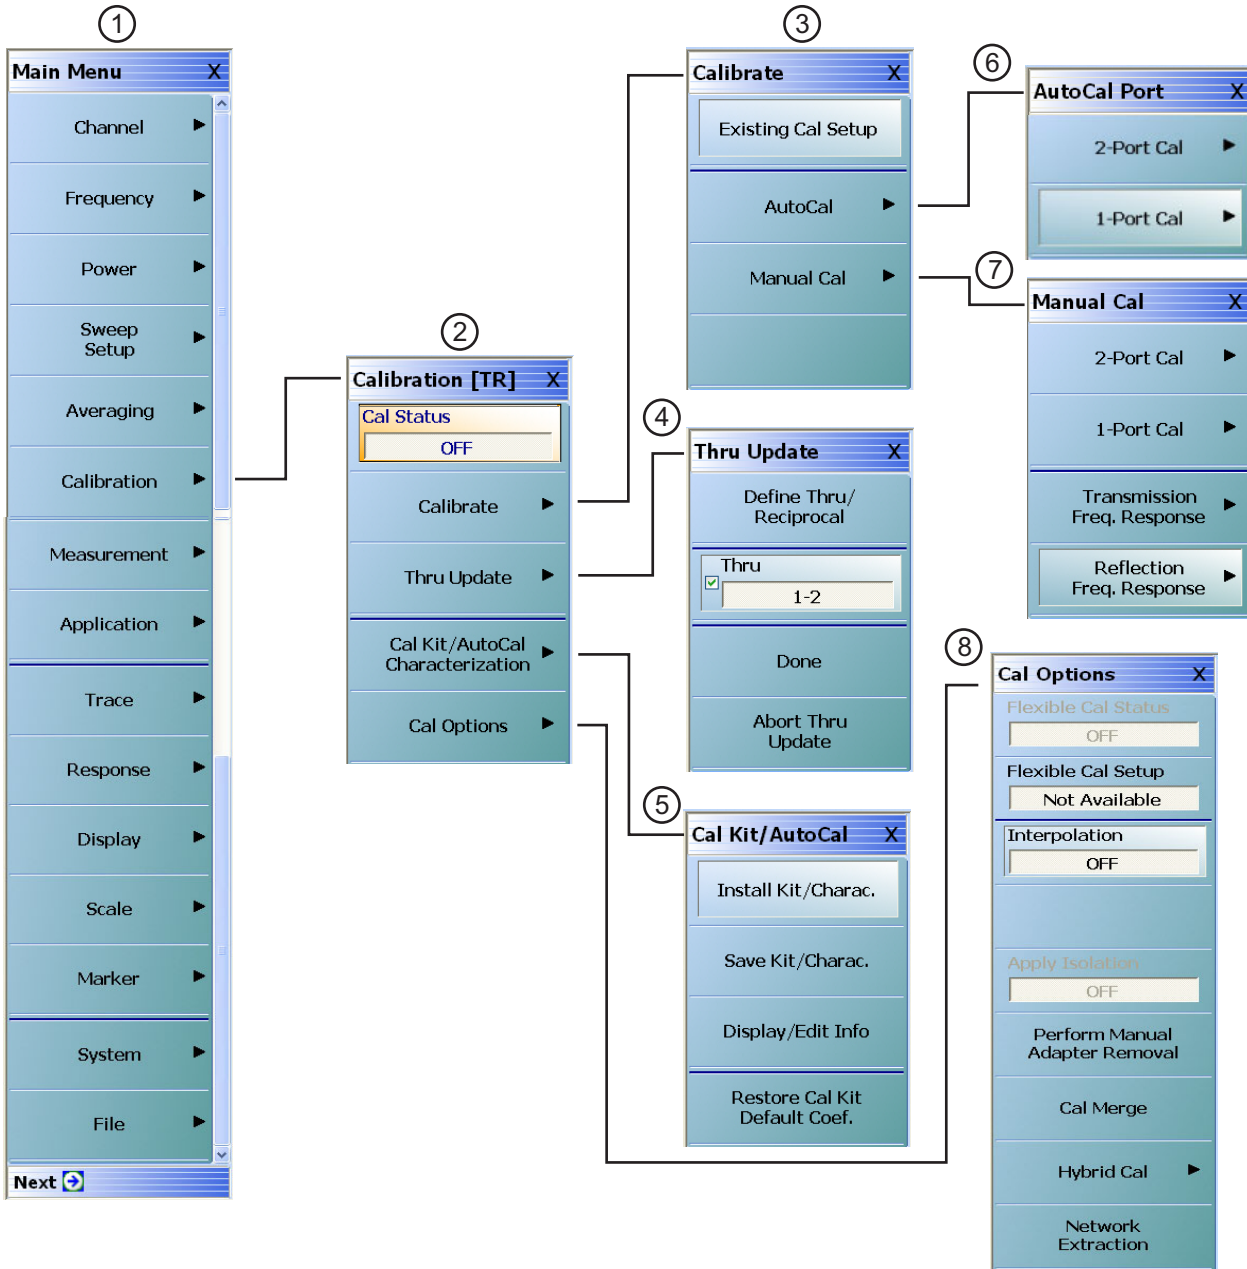 1
Main Menu X
Channel
Frequency
Power
Sweep
Setup
Averaging
Calibration
Measurement
Application
Trace
Response
Display
Scale
Marker
System
File
Next
2
Calibration [TR] X
Cal Status
OFF
Calibrate
Thru Update
Cal Kit/AutoCal
Characterization
Cal Options
3
Calibrate X
Existing Cal Setup
AutoCal
Manual Cal
4
Thru Update X
Define Thru/
Reciprocal
Thru
1-2
Done
Abort Thru
Update
5
Cal Kit/AutoCal X
Install Kit/Charac.
Save Kit/Charac.
Display/Edit Info
Restore Cal Kit
Default Coef.
6
AutoCal Port X
2-Port Cal
1-Port Cal
7
Manual Cal X
2-Port Cal
1-Port Cal
Transmission
Freq. Response
Reflection
Freq. Response
8
Cal Options X
Flexible Cal Status
OFF
Flexible Cal Setup
Not Available
Interpolation
OFF
Apply Isolation
OFF
Perform Manual
Adapter Removal
Cal Merge
Hybrid Cal
Network
Extraction